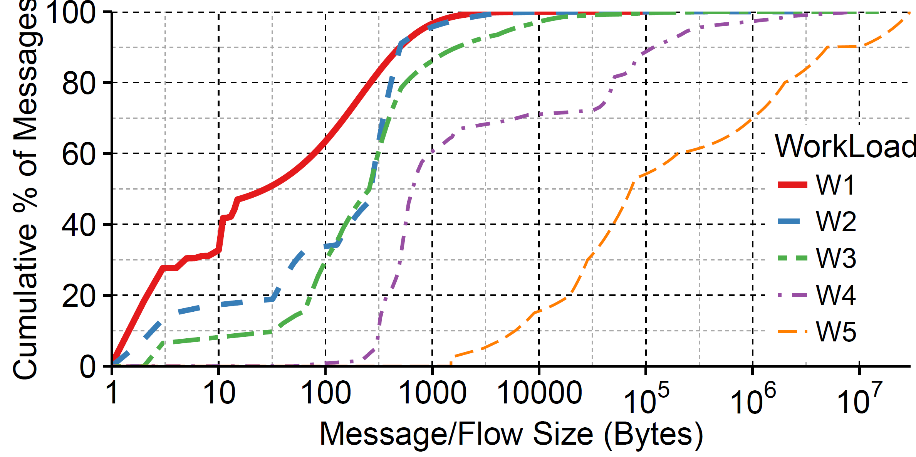 Cumulative % of Messages
100
80
60
40
20
0
1 10 100 1000 10000 10^5 10^6 10^7
Message/Flow Size (Bytes)
WorkLoad
W1
W2
W3
W4
W5